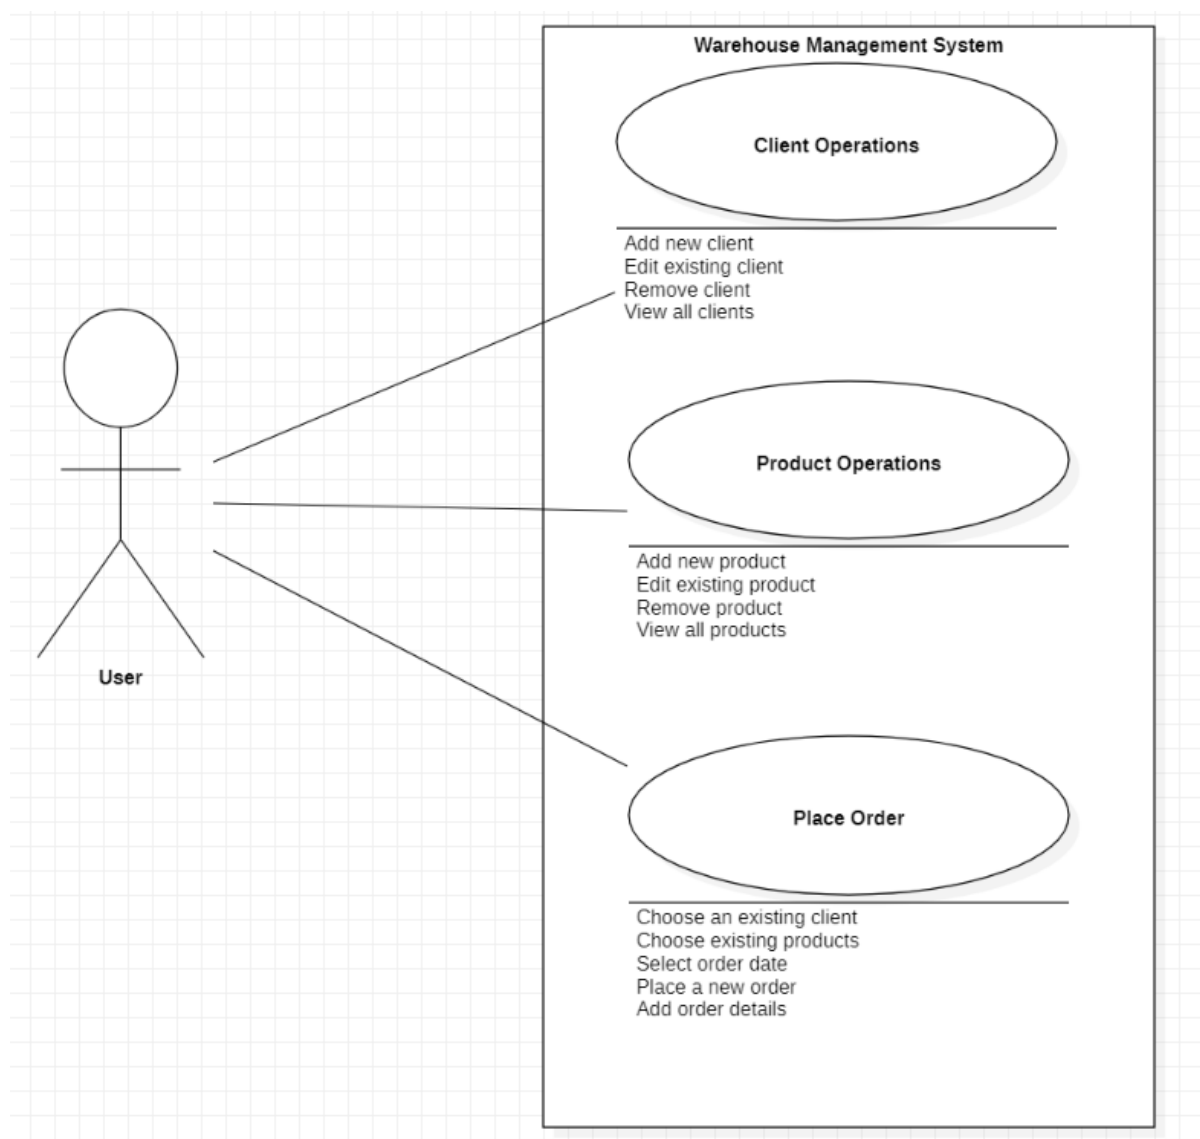 Warehouse Management System
Client Operations
Add new client
Edit existing client
Remove client
View all clients
Product Operations
Add new product
Edit existing product
Remove product
View all products
User
Place Order
Choose an existing client
Choose existing products
Select order date
Place a new order
Add order details